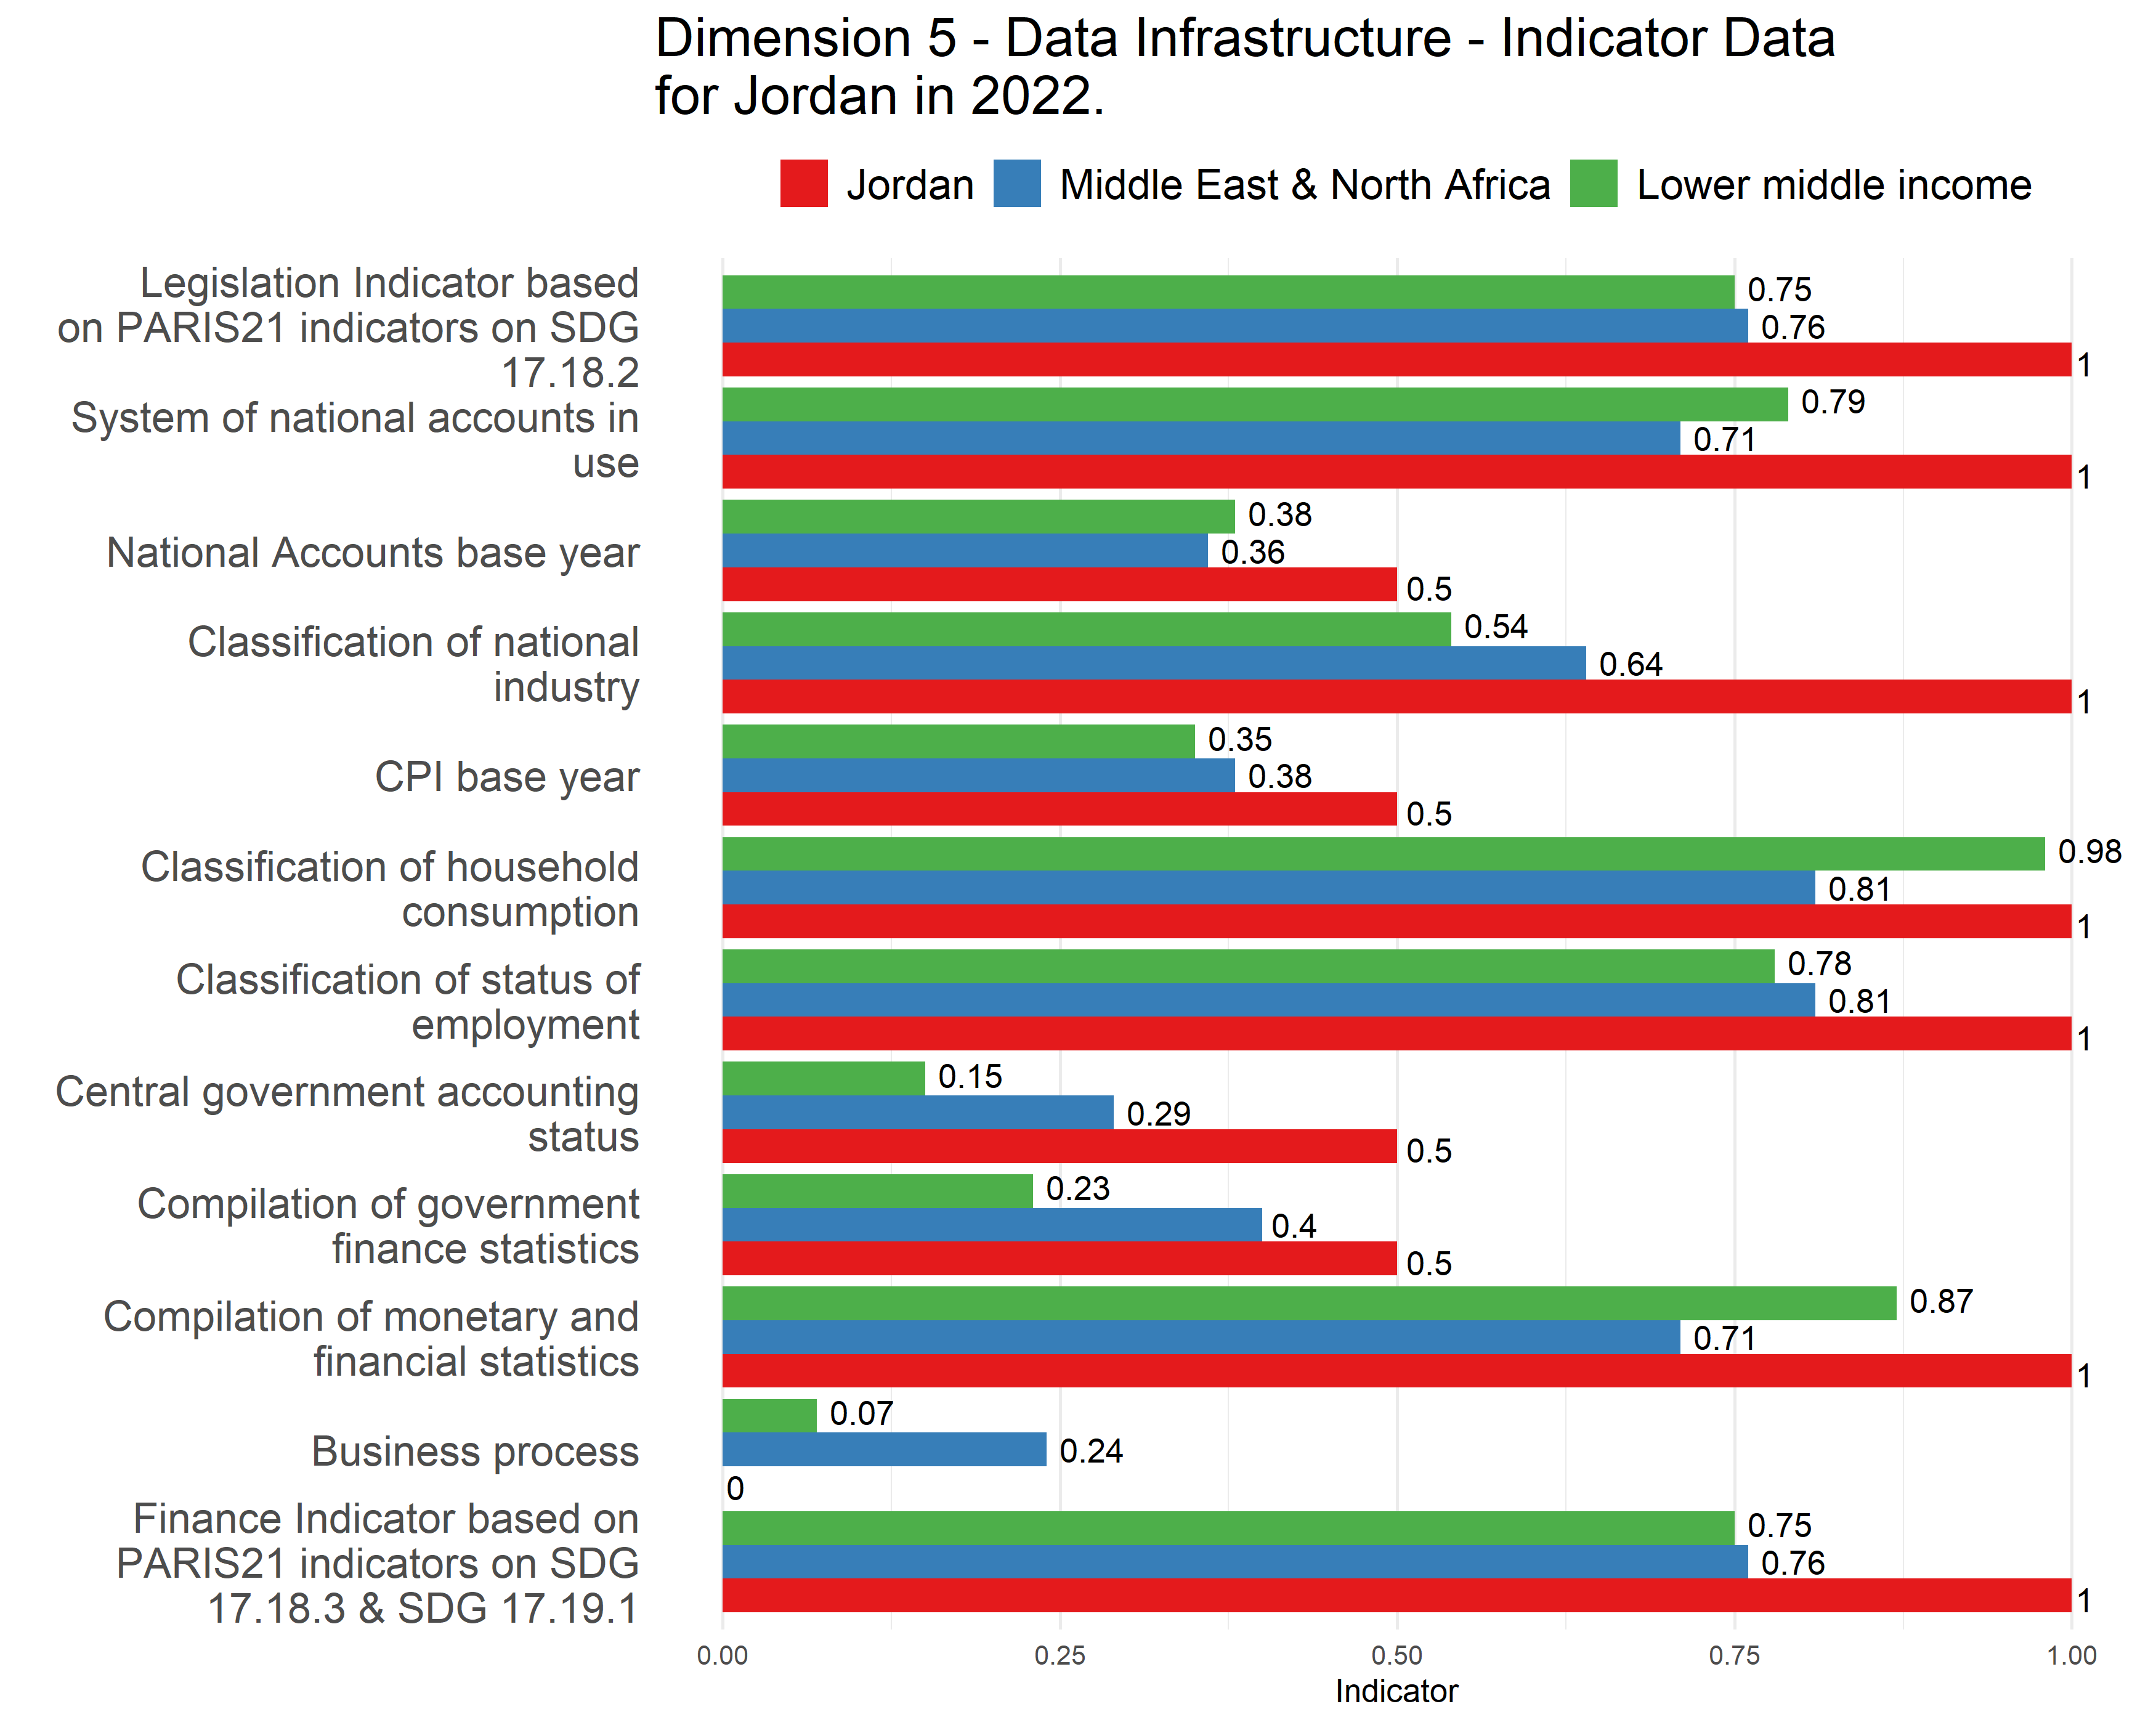 Dimension 5 - Data Infrastructure - Indicator Data
for Jordan in 2022.
Jordan
Middle East & North Africa
Lower middle income
Legislation Indicator based
on PARIS21 indicators on SDG
17.18.2
0.75
0.76
1
System of national accounts in
use
0.79
0.71
1
National Accounts base year
0.38
0.36
0.5
Classification of national
industry
0.54
0.64
1
CPI base year
0.35
0.38
0.5
Classification of household
consumption
0.98
0.81
1
Classification of status of
employment
0.78
0.81
1
Central government accounting
status
0.15
0.29
0.5
Compilation of government
finance statistics
0.23
0.4
0.5
Compilation of monetary and
financial statistics
0.87
0.71
1
Business process
0.07
0.24
0
Finance Indicator based on
PARIS21 indicators on SDG
17.18.3 & SDG 17.19.1
0.75
0.76
1
0.00
0.25
0.50
0.75
1.00
Indicator